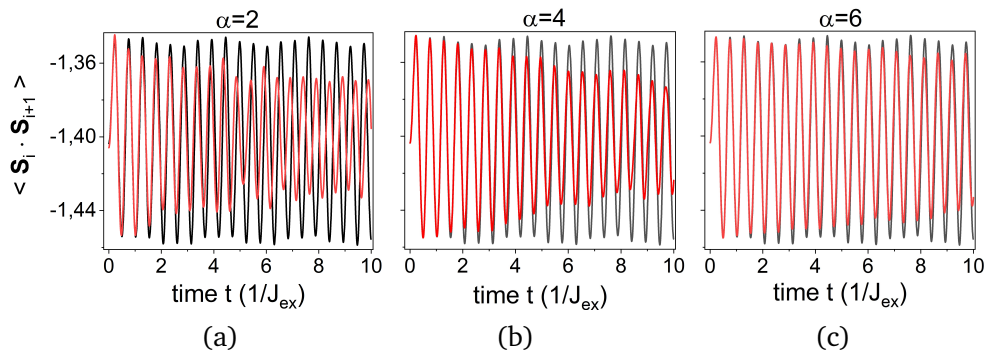 α=2 α=4 α=6
< S_i · S_{i+1} >
-1,36
-1,40
-1,44
0 2 4 6 8 10 0 2 4 6 8 10 0 2 4 6 8 10
time t (1/J_ex) time t (1/J_ex) time t (1/J_ex)
(a) (b) (c)